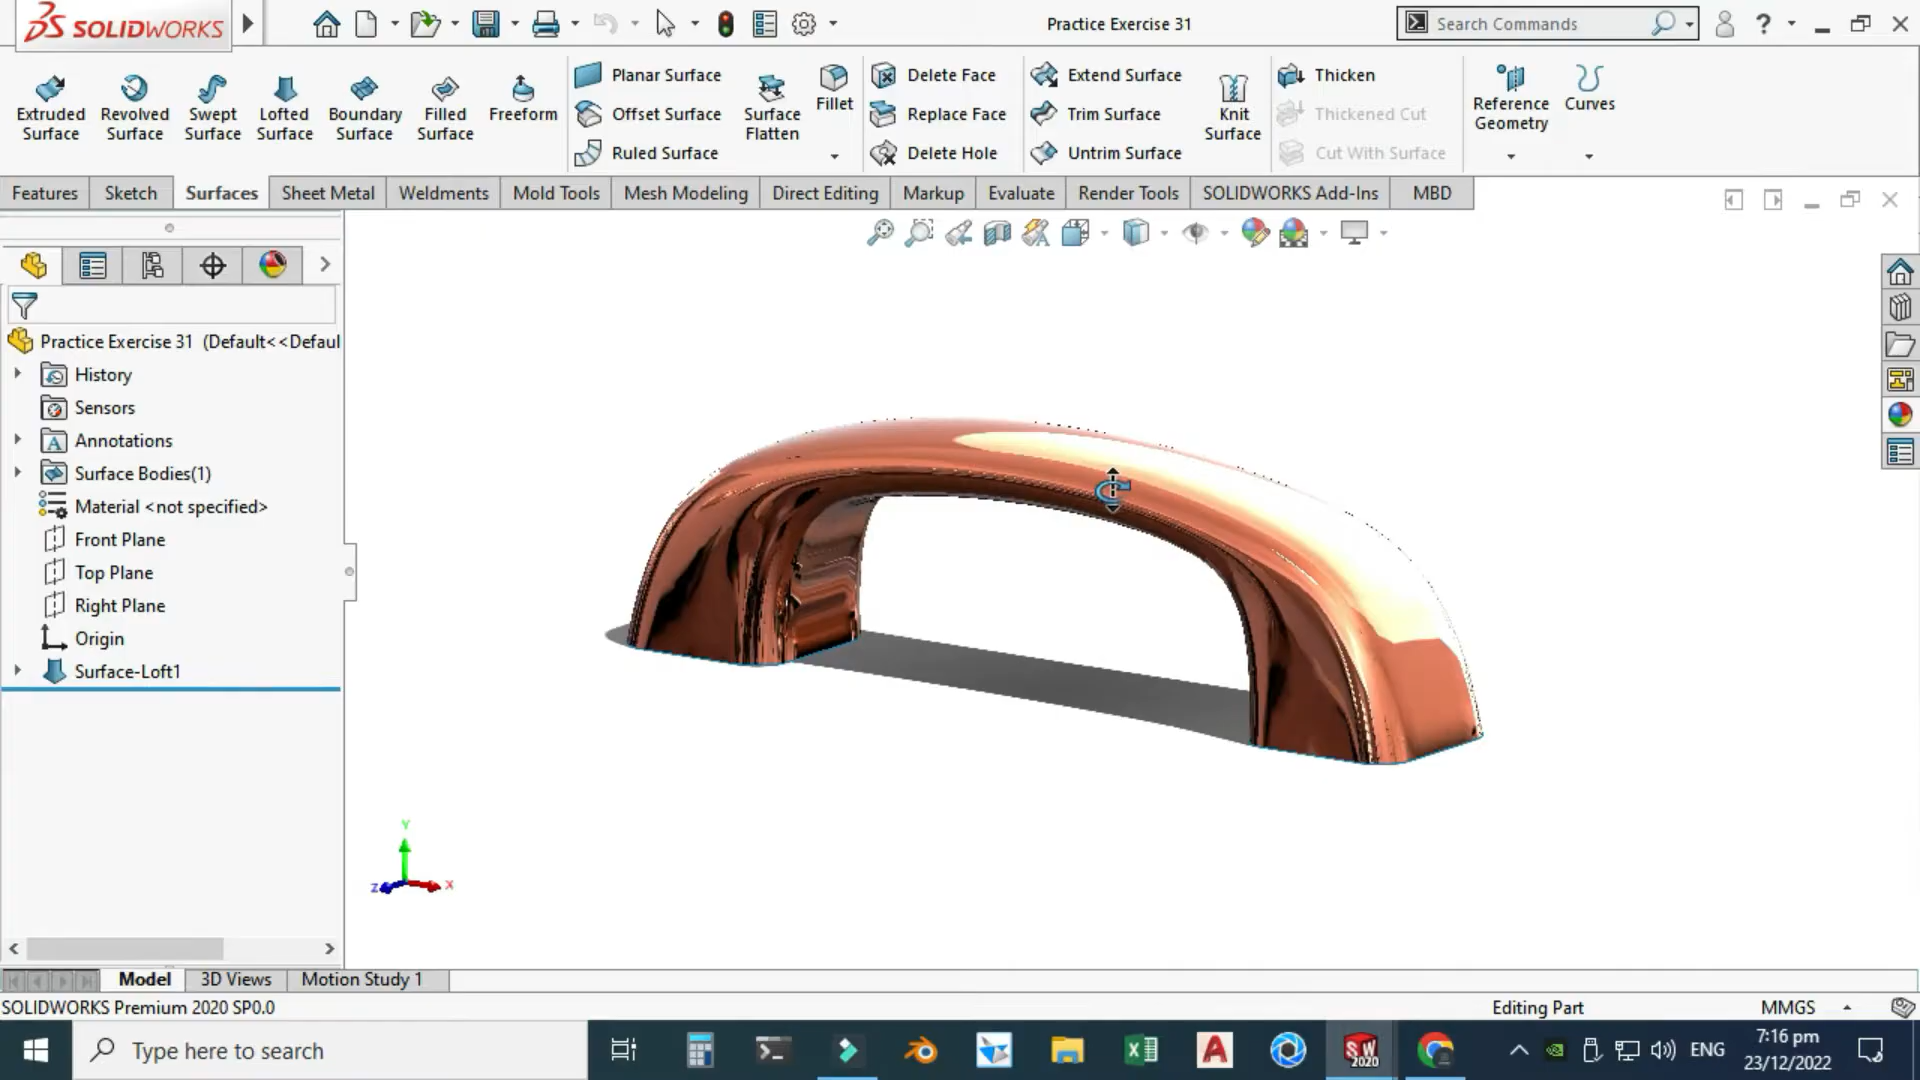 SOLIDWORKS
Practice Exercise 31
Search Commands
Extruded Surface
Revolved Surface
Swept Surface
Lofted Surface
Boundary Surface
Filled Surface
Freeform
Planar Surface
Offset Surface
Ruled Surface
Surface Flatten
Fillet
Delete Face
Replace Face
Delete Hole
Extend Surface
Trim Surface
Untrim Surface
Knit Surface
Thicken
Thickened Cut
Cut With Surface
Reference Geometry
Curves
Features
Sketch
Surfaces
Sheet Metal
Weldments
Mold Tools
Mesh Modeling
Direct Editing
Markup
Evaluate
Render Tools
SOLIDWORKS Add-Ins
MBD
Practice Exercise 31 (Default<<Defaul
History
Sensors
Annotations
Surface Bodies(1)
Material <not specified>
Front Plane
Top Plane
Right Plane
Origin
Surface-Loft1
Y
Z
X
Model
3D Views
Motion Study 1
SOLIDWORKS Premium 2020 SP0.0
Editing Part
MMGS
Type here to search
SW
2020
ENG
7:16 pm
23/12/2022